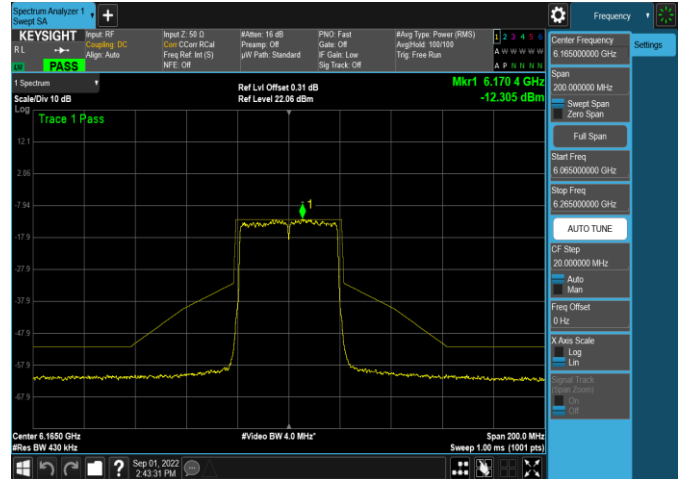 Spectrum Analyzer 1
Swept SA
+
Frequency
KEYSIGHT
R L
LW
PASS
Input: RF
Coupling: DC
Align: Auto
Input Z: 50 Ω
Corr CCorr RCal
Freq Ref: Int (S)
NFE: Off
#Atten: 16 dB
Preamp: Off
µW Path: Standard
PNO: Fast
Gate: Off
IF Gain: Low
Sig Track: Off
#Avg Type: Power (RMS)
Avg|Hold: 100/100
Trig: Free Run
1 2 3 4 5 6
A W W W W W
A P N N N N
1 Spectrum
Scale/Div 10 dB
Ref Lvl Offset 0.31 dB
Ref Level 22.06 dBm
Mkr1 6.170 4 GHz
-12.305 dBm
Log
Trace 1 Pass
12.1
2.06
-7.94
-17.9
-27.9
-37.9
-47.9
-57.9
-67.9
1
Center 6.1650 GHz
#Res BW 430 kHz
#Video BW 4.0 MHz*
Span 200.0 MHz
Sweep 1.00 ms (1001 pts)
Sep 01, 2022
2:43:31 PM
?
Center Frequency
6.165000000 GHz
Settings
Span
200.000000 MHz
Swept Span
Zero Span
Full Span
Start Freq
6.065000000 GHz
Stop Freq
6.265000000 GHz
AUTO TUNE
CF Step
20.000000 MHz
Auto
Man
Freq Offset
0 Hz
X Axis Scale
Log
Lin
Signal Track
(Span Zoom)
On
Off